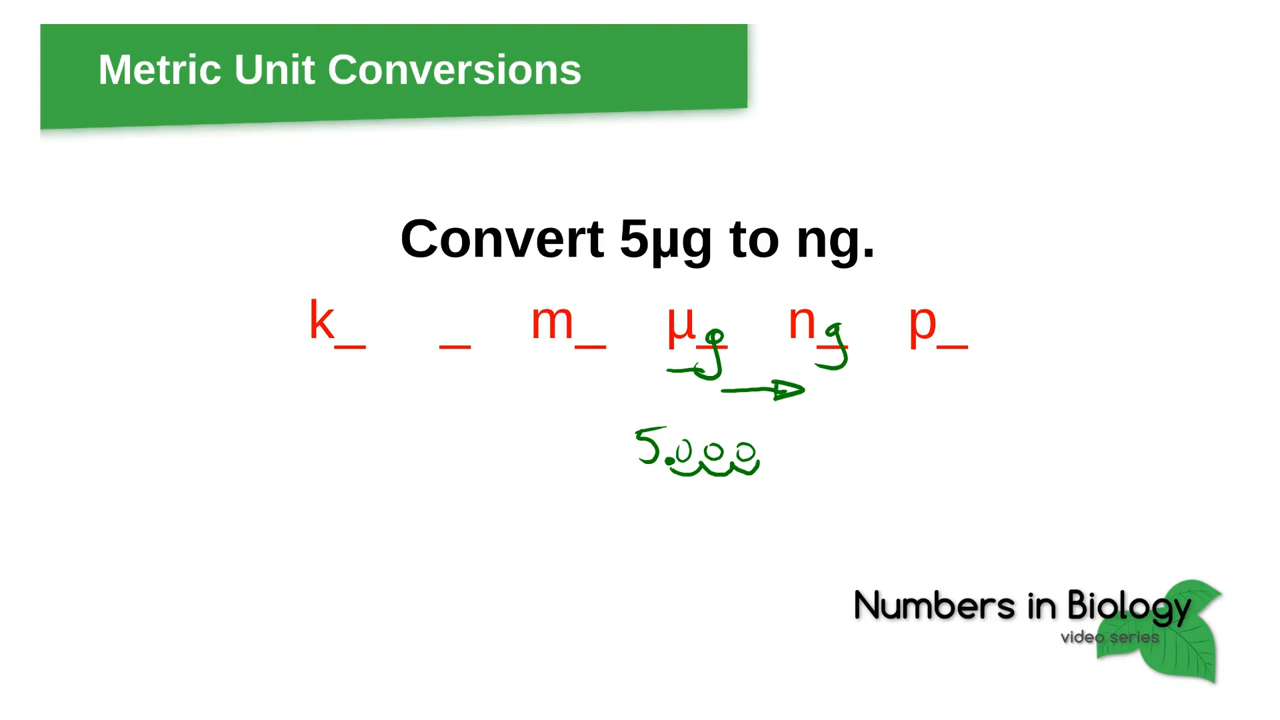 Metric Unit Conversions
Convert 5µg to ng.
k_ _ m_ µg ng p_
5.000
Numbers in Biology
video series